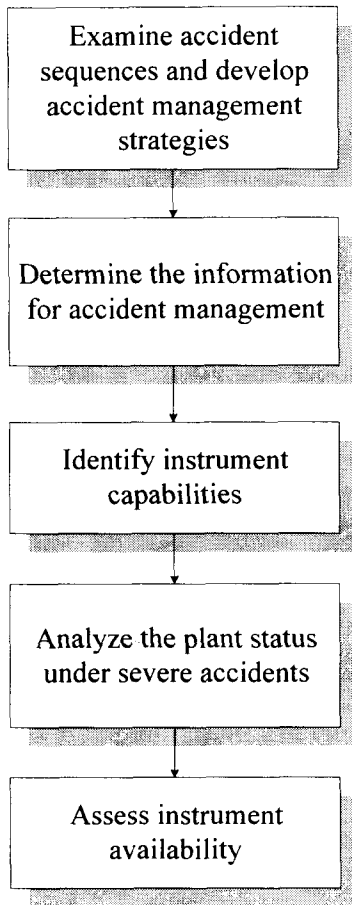 Examine accident
sequences and develop
accident management
strategies
Determine the information
for accident management
Identify instrument
capabilities
Analyze the plant status
under severe accidents
Assess instrument
availability